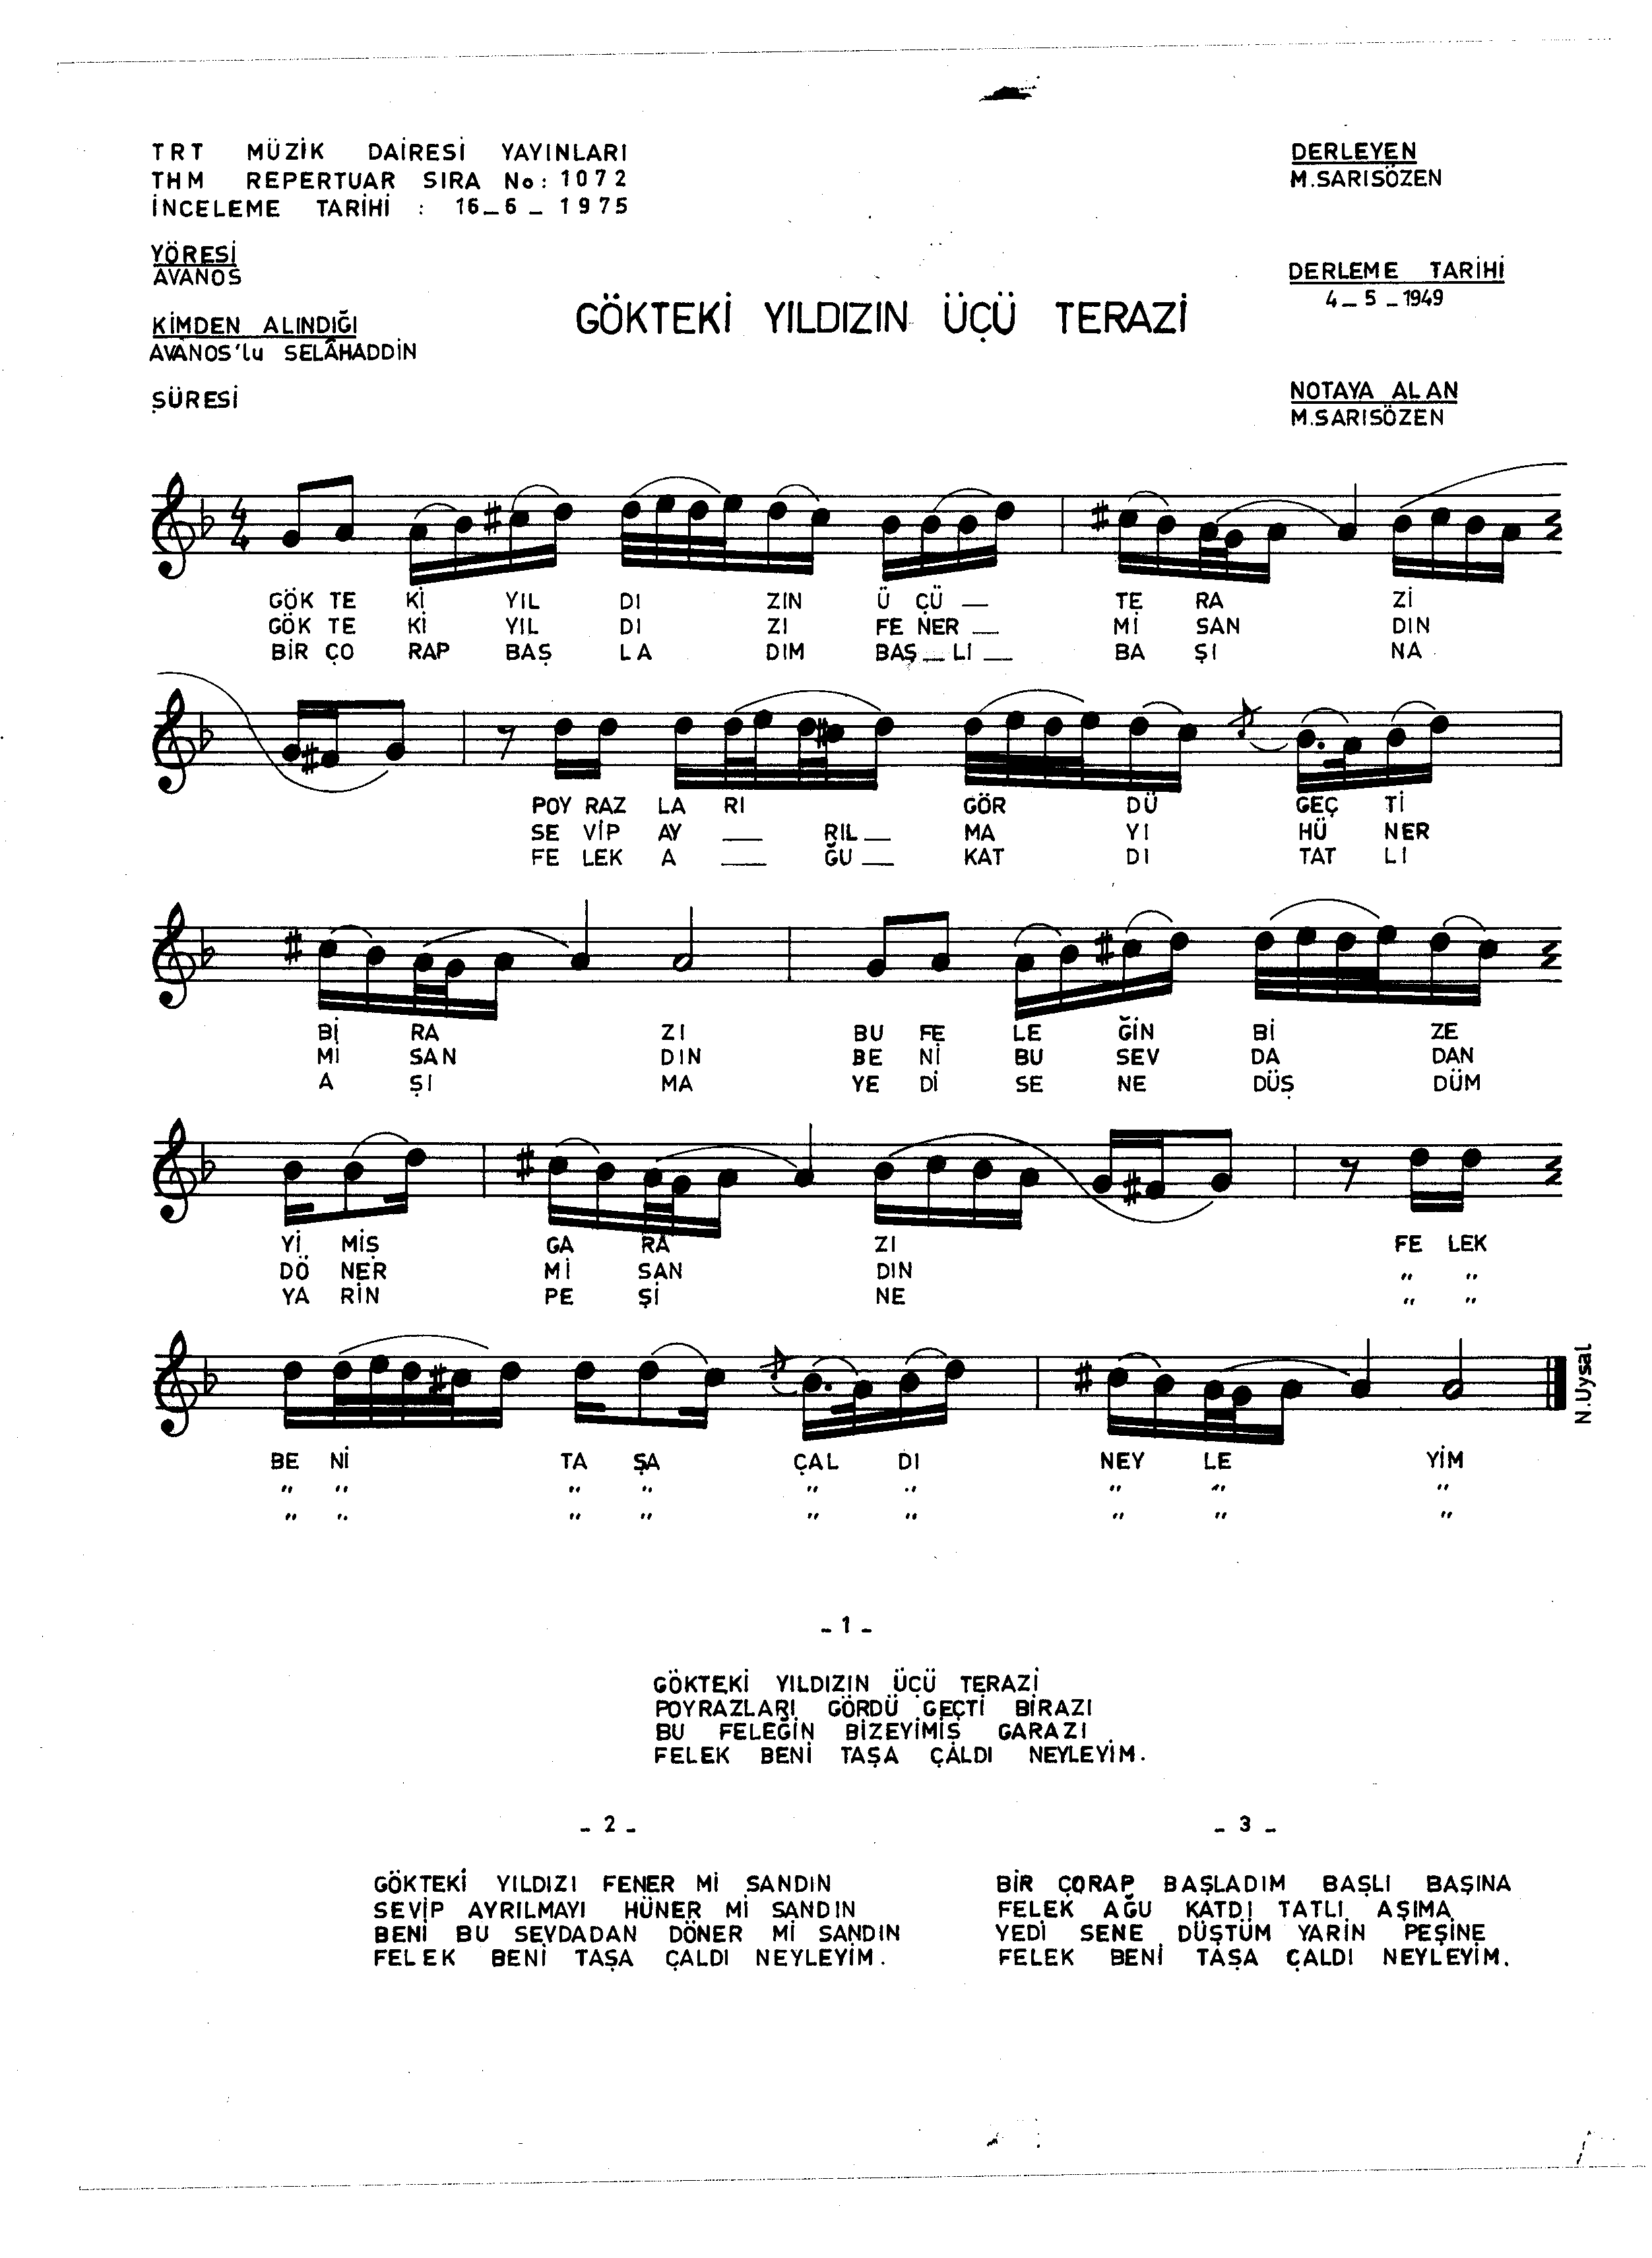 TRT MÜZİK DAİRESİ YAYINLARI
THM REPERTUAR SIRA No: 1072
İNCELEME TARİHİ : 16_6_1975
DERLEYEN
M.SARISÖZEN
YÖRESİ
AVANOS
DERLEME TARİHİ
4_5_1949
GÖKTEKİ YILDIZIN ÜÇÜ TERAZİ
KİMDEN ALINDIĞI
AVANOS'lu SELÂHADDİN
ŞÜRESİ
NOTAYA ALAN
M.SARISÖZEN
4
4
GÖK TE Kİ YIL DI ZIN Ü ÇÜ _ TE RA Zİ
GÖK TE Kİ YIL DI ZI FE NER _ Mİ SAN DIN
BİR ÇO RAP BAŞ LA DIM BAŞ _ LI _ BA ŞI NA
POY RAZ LA RI GÖR DÜ GEÇ Tİ
SE VİP AY _ RIL _ MA YI HÜ NER
FE LEK A _ ĞU _ KAT DI TAT LI
Bİ RA ZI BU FE LE ĞİN Bİ ZE
Mİ SAN DIN BE Nİ BU SEV DA DAN
A ŞI MA YE Dİ SE NE DÜŞ DÜM
Yİ MİŞ GA RA ZI FE LEK
DÖ NER Mİ SAN DIN " "
YA RİN PE Şİ NE " "
BE Nİ TA ŞA ÇAL DI NEY LE YİM
" " " " " " " " "
" " " " " " " " "
N.Uysal
_ 1 _
GÖKTEKİ YILDIZIN ÜÇÜ TERAZİ
POYRAZLARI GÖRDÜ GEÇTİ BİRAZI
BU FELEĞİN BİZEYİMİŞ GARAZI
FELEK BENİ TAŞA ÇALDI NEYLEYİM.
_ 2 _
GÖKTEKİ YILDIZI FENER Mİ SANDIN
SEVİP AYRILMAYI HÜNER Mİ SANDIN
BENİ BU SEVDADAN DÖNER Mİ SANDIN
FELEK BENİ TAŞA ÇALDI NEYLEYİM.
_ 3 _
BİR ÇORAP BAŞLADIM BAŞLI BAŞINA
FELEK AĞU KATDI TATLI AŞIMA
YEDİ SENE DÜŞTÜM YARİN PEŞİNE
FELEK BENİ TAŞA ÇALDI NEYLEYİM.